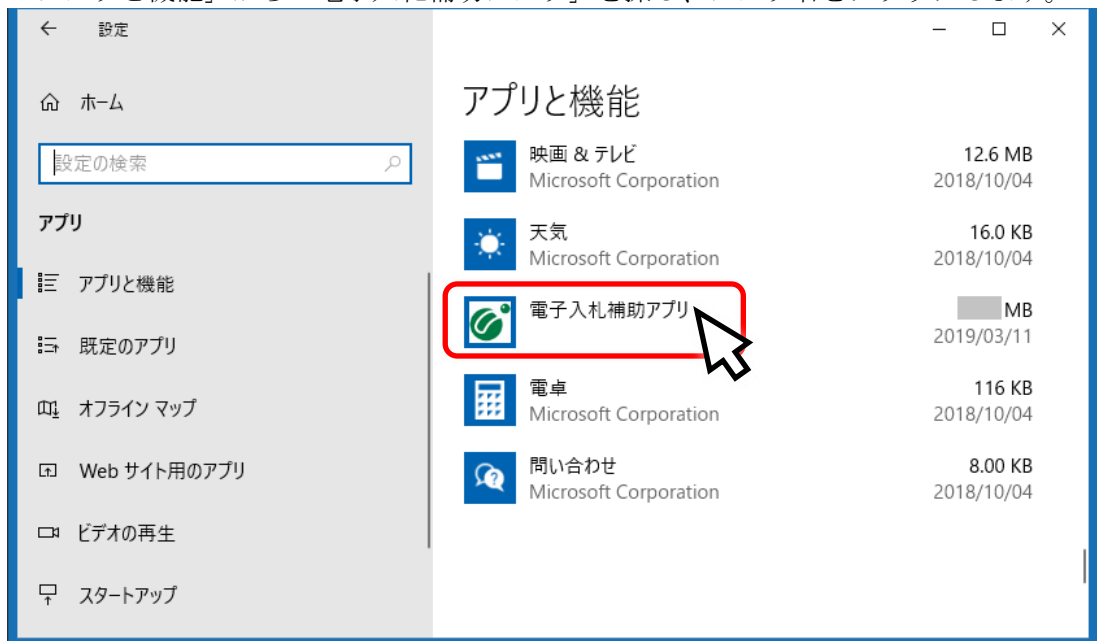 設定
ホーム
設定の検索
アプリ
アプリと機能
既定のアプリ
オフライン マップ
Web サイト用のアプリ
ビデオの再生
スタートアップ
アプリと機能
映画 & テレビ
12.6 MB
Microsoft Corporation
2018/10/04
天気
16.0 KB
Microsoft Corporation
2018/10/04
電子入札補助アプリ
MB
2019/03/11
電卓
116 KB
Microsoft Corporation
2018/10/04
問い合わせ
8.00 KB
Microsoft Corporation
2018/10/04